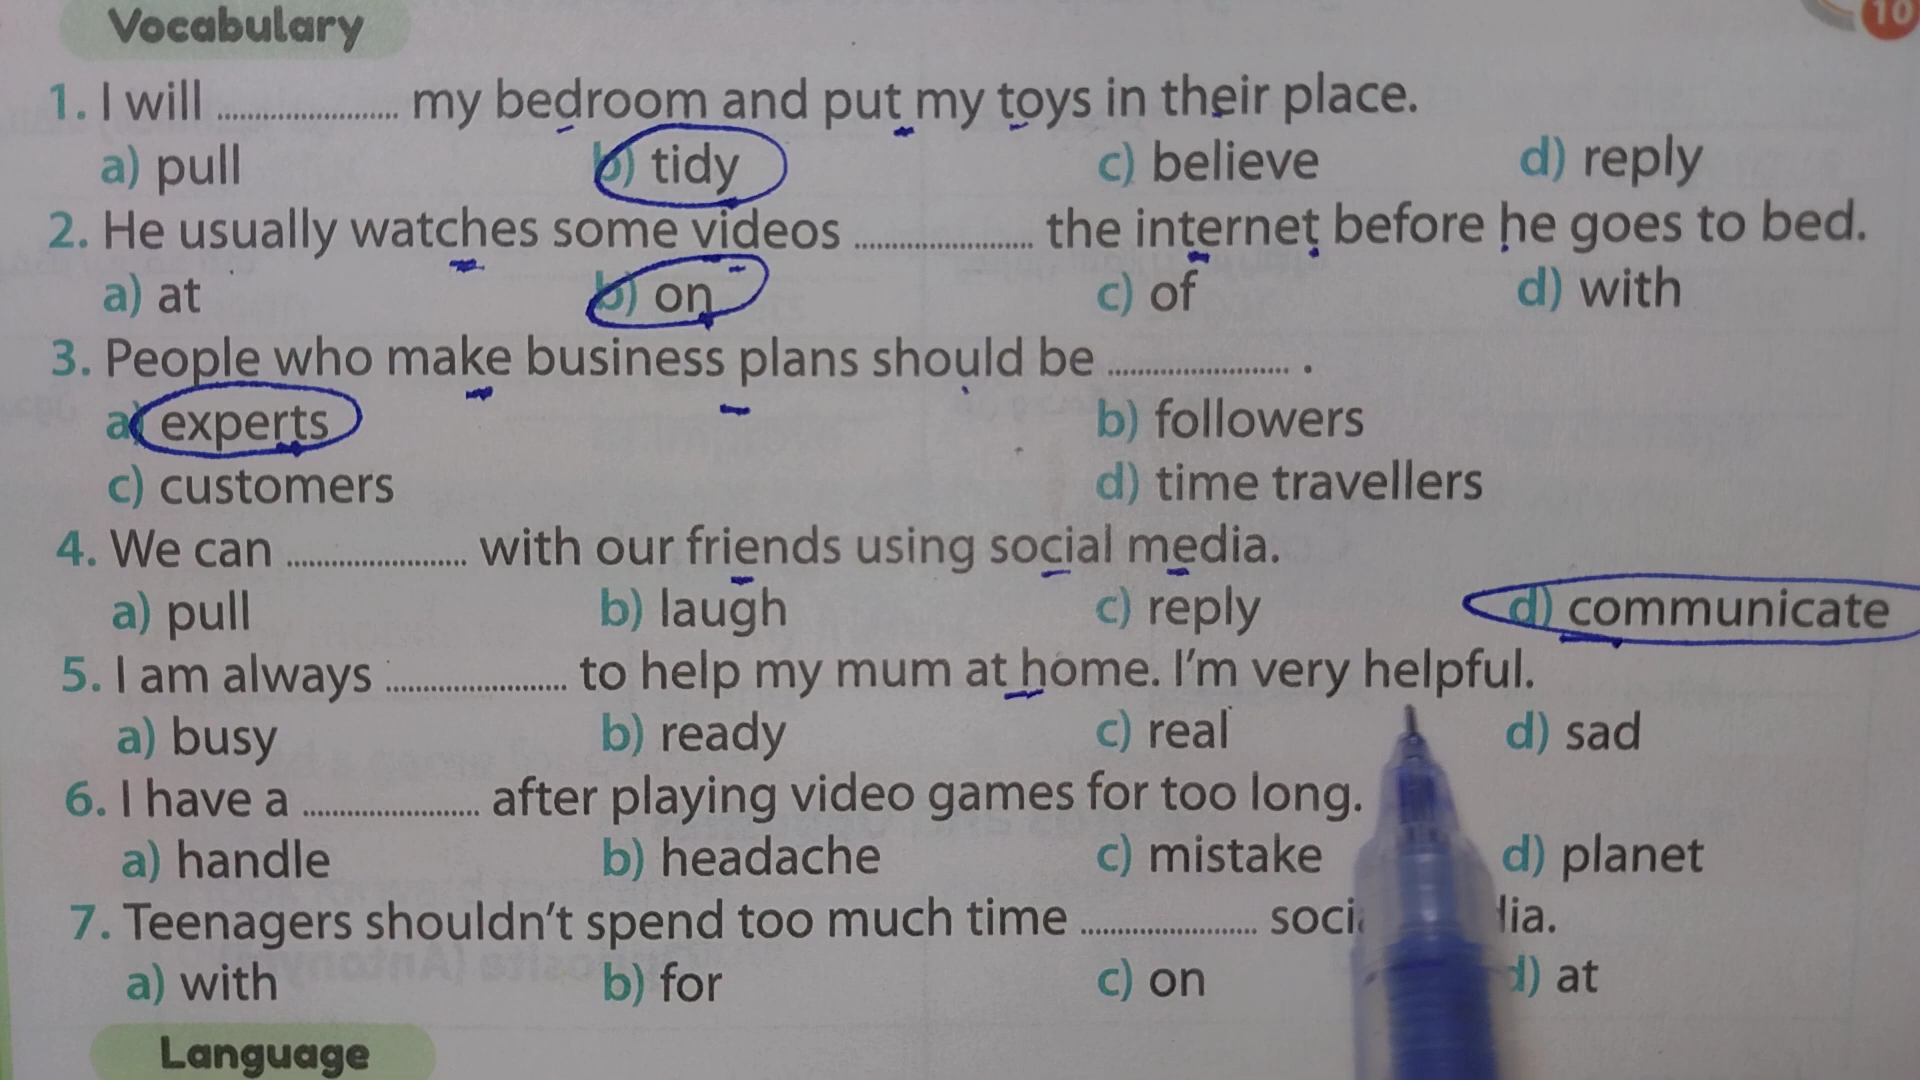 Vocabulary
10
1. I will ........................ my bedroom and put my toys in their place.
a) pull b) tidy c) believe d) reply
2. He usually watches some videos ........................ the internet before he goes to bed.
a) at b) on c) of d) with
3. People who make business plans should be ........................ .
a) experts b) followers
c) customers d) time travellers
4. We can ........................ with our friends using social media.
a) pull b) laugh c) reply d) communicate
5. I am always ........................ to help my mum at home. I'm very helpful.
a) busy b) ready c) real d) sad
6. I have a ........................ after playing video games for too long.
a) handle b) headache c) mistake d) planet
7. Teenagers shouldn't spend too much time ........................
a) with b) for c) on d) at
Language